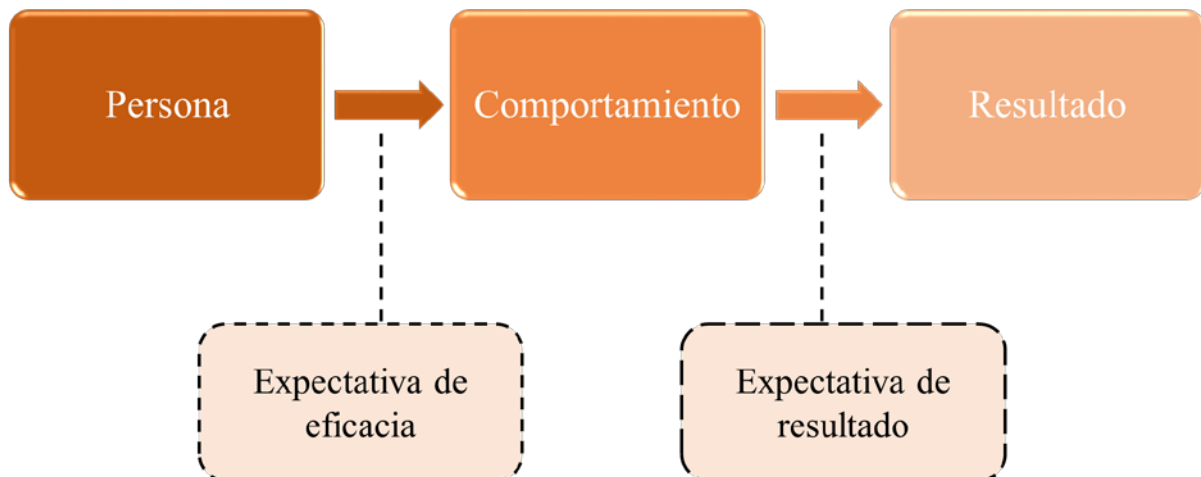 Persona
Comportamiento
Resultado
Expectativa de
eficacia
Expectativa de
resultado